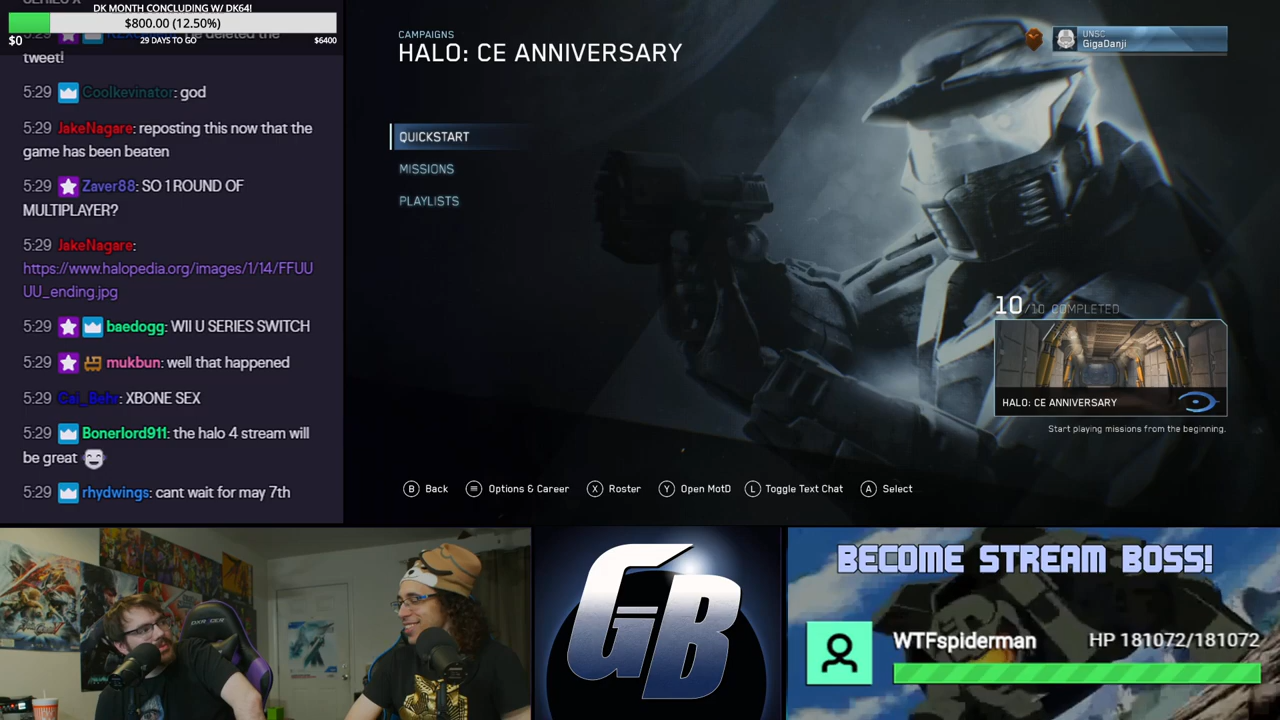 DK MONTH CONCLUDING W/ DK64!
$800.00 (12.50%)
$0
29 DAYS TO GO
$6400
deleted the
tweet!
5:29 Coolkevinator: god
5:29 JakeNagare: reposting this now that the
game has been beaten
5:29 Zaver88: SO 1 ROUND OF
MULTIPLAYER?
5:29 JakeNagare:
https://www.halopedia.org/images/1/14/FFUU
UU_ending.jpg
5:29 baedogg: WII U SERIES SWITCH
5:29 mukbun: well that happened
5:29 Cai_Behr: XBONE SEX
5:29 Bonerlord911: the halo 4 stream will
be great
5:29 rhydwings: cant wait for may 7th
CAMPAIGNS
HALO: CE ANNIVERSARY
UNSC
GigaDanji
QUICKSTART
MISSIONS
PLAYLISTS
10/10 COMPLETED
HALO: CE ANNIVERSARY
Start playing missions from the beginning.
B Back Options & Career X Roster Y Open MotD L Toggle Text Chat A Select
DXRACER
GB
BECOME STREAM BOSS!
WTFspiderman HP 181072/181072